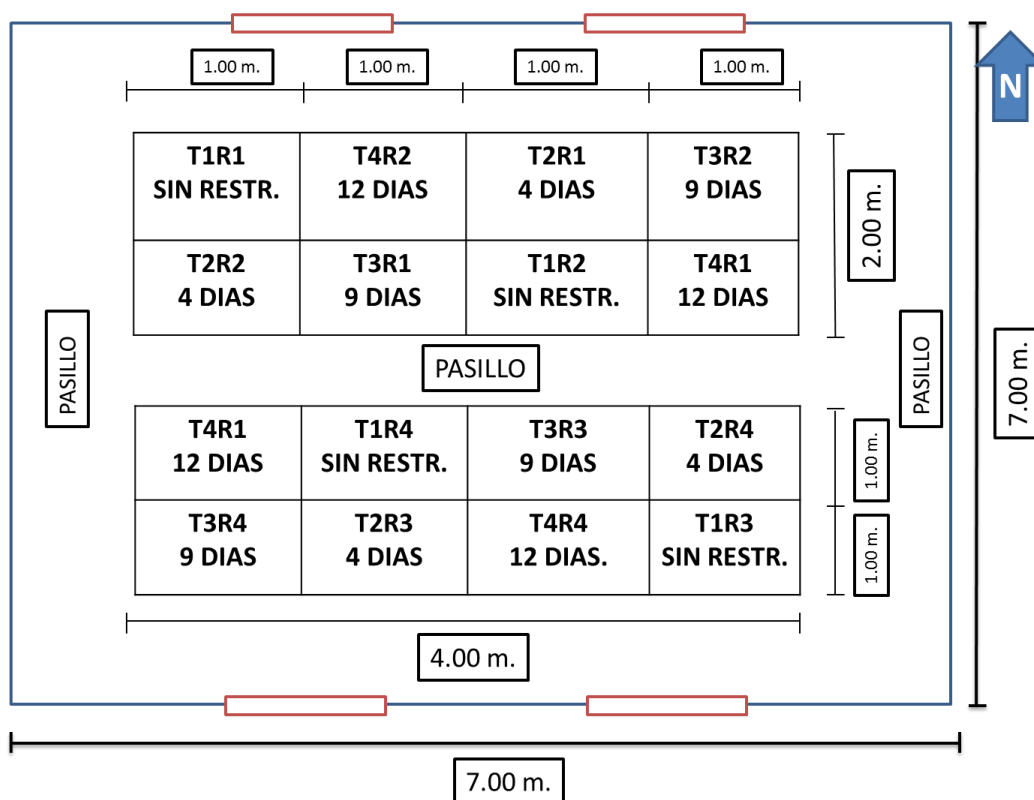 1.00 m.
1.00 m.
1.00 m.
1.00 m.
N
T1R1
SIN RESTR.
T4R2
12 DIAS
T2R1
4 DIAS
T3R2
9 DIAS
2.00 m.
T2R2
4 DIAS
T3R1
9 DIAS
T1R2
SIN RESTR.
T4R1
12 DIAS
PASILLO
PASILLO
PASILLO
7.00 m.
T4R1
12 DIAS
T1R4
SIN RESTR.
T3R3
9 DIAS
T2R4
4 DIAS
1.00 m.
T3R4
9 DIAS
T2R3
4 DIAS
T4R4
12 DIAS.
T1R3
SIN RESTR.
1.00 m.
4.00 m.
7.00 m.